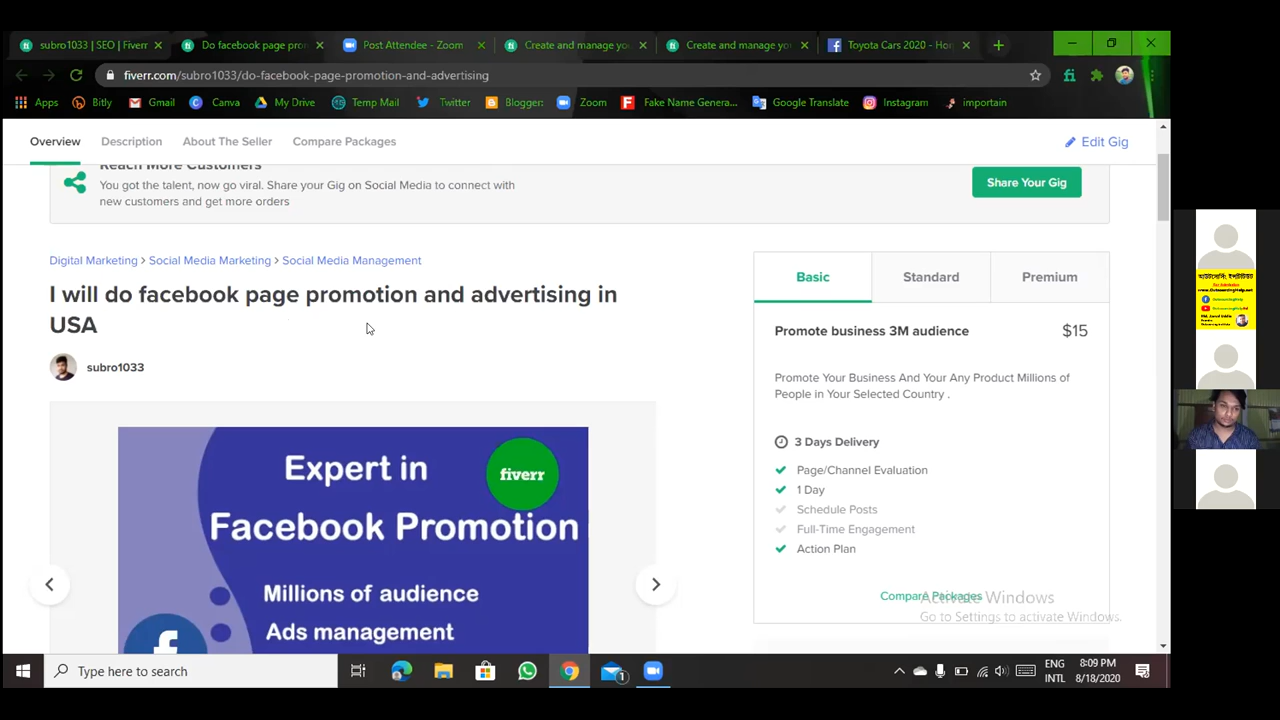 subro1033 | SEO | Fiverr
Do facebook page pron
Post Attendee - Zoom
Create and manage you
Create and manage yo
Toyota Cars 2020 - Hon
fiverr.com/subro1033/do-facebook-page-promotion-and-advertising
Apps
Bitly
Gmail
Canva
My Drive
Temp Mail
Twitter
Blogger:
Zoom
Fake Name Genera...
Google Translate
Instagram
importain
Overview
Description
About The Seller
Compare Packages
Edit Gig
Reach More Customers
You got the talent, now go viral. Share your Gig on Social Media to connect with
new customers and get more orders
Share Your Gig
Digital Marketing > Social Media Marketing > Social Media Management
I will do facebook page promotion and advertising in
USA
subro1033
Expert in
fiverr
Facebook Promotion
Millions of audience
Ads management
Basic
Standard
Premium
Promote business 3M audience
$15
Promote Your Business And Your Any Product Millions of
People in Your Selected Country .
3 Days Delivery
Page/Channel Evaluation
1 Day
Schedule Posts
Full-Time Engagement
Action Plan
Compare Packages
Activate Windows
Go to Settings to activate Windows.
Type here to search
1
ENG
INTL
8:09 PM
8/18/2020